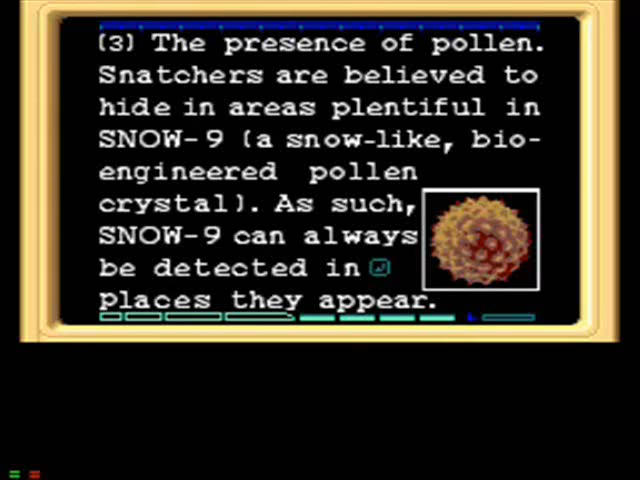 (3) The presence of pollen.
Snatchers are believed to
hide in areas plentiful in
SNOW-9 (a snow-like, bio-
engineered pollen
crystal). As such,
SNOW-9 can always
be detected in
places they appear.